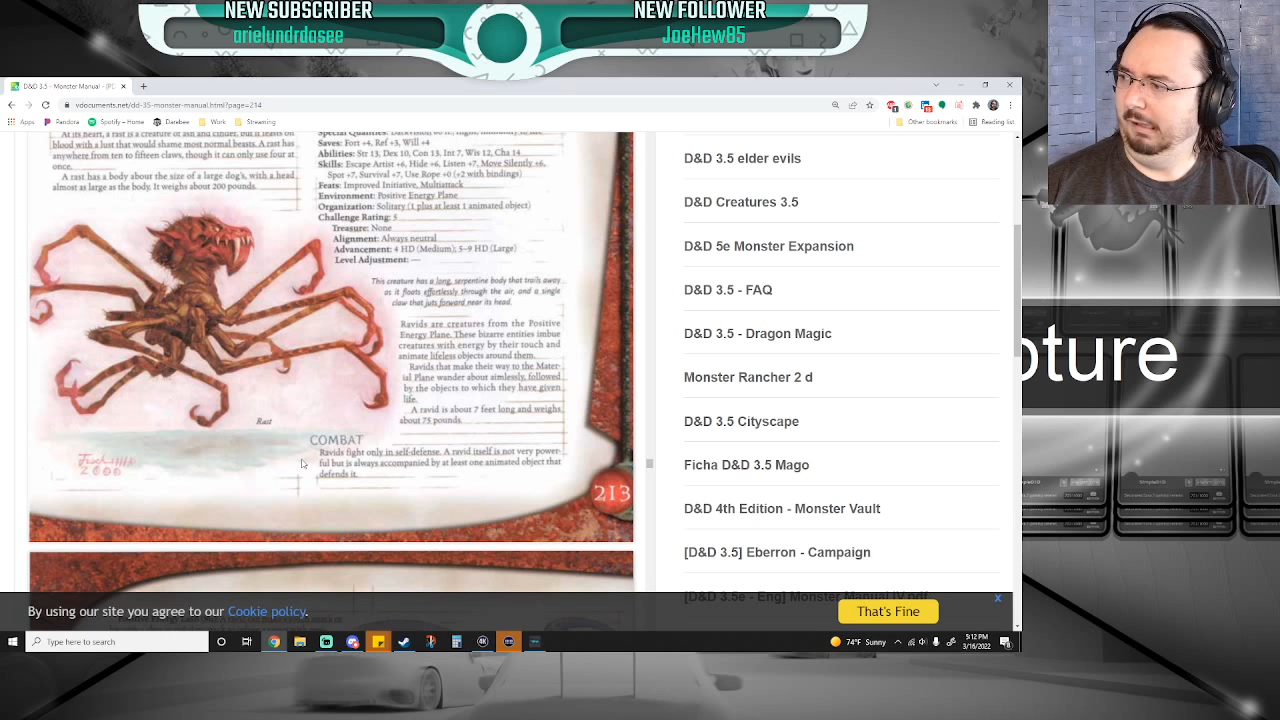 NEW SUBSCRIBER
arielundrdasee
NEW FOLLOWER
JoeHew85
D&D 3.5 - Monster Manual - [PD
vdocuments.net/dd-35-monster-manual.html?page=214
Apps
Pandora
Spotify - Home
Darebee
Work
Streaming
Other bookmarks
Reading list
At its heart, a rast is a creature of ash and cinder, but it feasts on
blood with a lust that would shame most normal beasts. A rast has
anywhere from ten to fifteen claws, though it can only use four at
once.
A rast has a body about the size of a large dog's, with a head
almost as large as the body. It weighs about 200 pounds.
Rast
213
Saves: Fort +4, Ref +3, Will +4
Abilities: Str 13, Dex 10, Con 13, Int 7, Wis 12, Cha 14
Skills: Escape Artist +6, Hide +6, Listen +7, Move Silently +6,
Spot +7, Survival +7, Use Rope +0 (+2 with bindings)
Feats: Improved Initiative, Multiattack
Environment: Positive Energy Plane
Organization: Solitary (1 plus at least 1 animated object)
Challenge Rating: 5
Treasure: None
Alignment: Always neutral
Advancement: 4 HD (Medium); 5–9 HD (Large)
Level Adjustment: —
This creature has a long, serpentine body that trails away
as it floats effortlessly through the air, and a single
claw that juts forward near its head.
Ravids are creatures from the Positive
Energy Plane. These bizarre entities imbue
creatures with energy by their touch and
animate lifeless objects around them.
Ravids that make their way to the Mater-
ial Plane wander about aimlessly, followed
by the objects to which they have given
life.
A ravid is about 7 feet long and weighs
about 75 pounds.
COMBAT
Ravids fight only in self-defense. A ravid itself is not very power-
ful but is always accompanied by at least one animated object that
defends it.
2000
D&D 3.5 elder evils
D&D Creatures 3.5
D&D 5e Monster Expansion
D&D 3.5 - FAQ
D&D 3.5 - Dragon Magic
Monster Rancher 2 d
D&D 3.5 Cityscape
Ficha D&D 3.5 Mago
D&D 4th Edition - Monster Vault
[D&D 3.5] Eberron - Campaign
[D&D 3.5e - Eng] Monster Manual IV.pdf
By using our site you agree to our Cookie policy.
That's Fine
x
Type here to search
74°F Sunny
5:12 PM
3/16/2022
pture